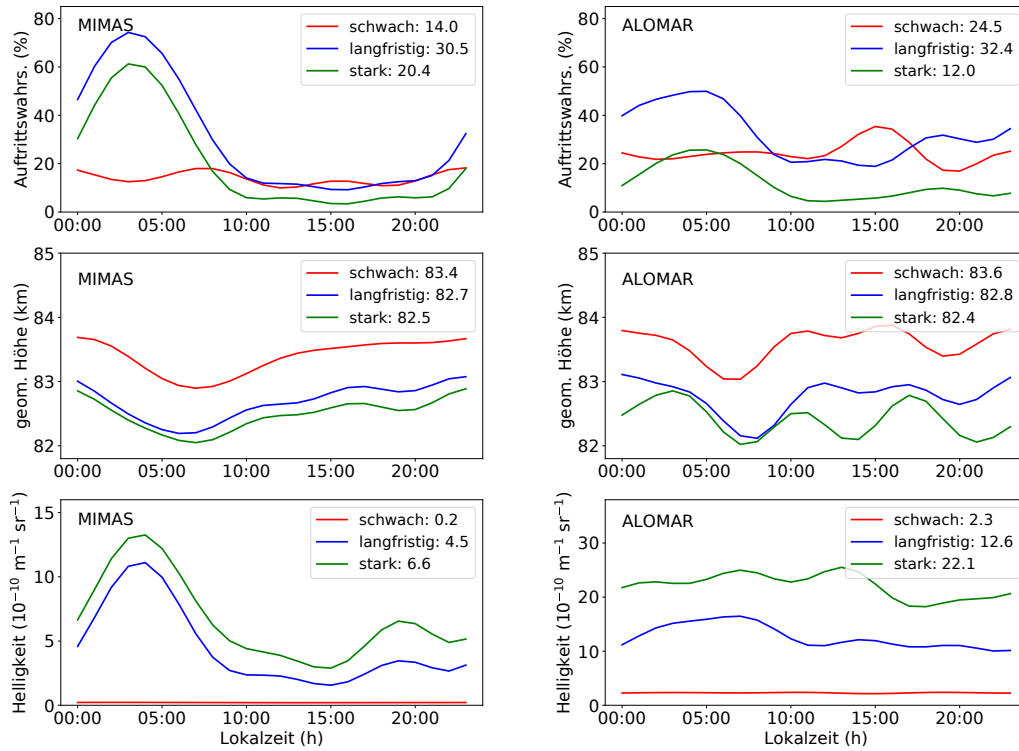 MIMAS
schwach: 14.0
langfristig: 30.5
stark: 20.4
Auftrittswahrs. (%)
80
60
40
20
0
00:00 05:00 10:00 15:00 20:00
ALOMAR
schwach: 24.5
langfristig: 32.4
stark: 12.0
Auftrittswahrs. (%)
80
60
40
20
0
00:00 05:00 10:00 15:00 20:00
MIMAS
schwach: 83.4
langfristig: 82.7
stark: 82.5
geom. Höhe (km)
85
84
83
82
00:00 05:00 10:00 15:00 20:00
ALOMAR
schwach: 83.6
langfristig: 82.8
stark: 82.4
geom. Höhe (km)
85
84
83
82
00:00 05:00 10:00 15:00 20:00
MIMAS
schwach: 0.2
langfristig: 4.5
stark: 6.6
Helligkeit (10⁻¹⁰ m⁻¹ sr⁻¹)
15
10
5
0
00:00 05:00 10:00 15:00 20:00
Lokalzeit (h)
ALOMAR
schwach: 2.3
langfristig: 12.6
stark: 22.1
Helligkeit (10⁻¹⁰ m⁻¹ sr⁻¹)
30
20
10
0
00:00 05:00 10:00 15:00 20:00
Lokalzeit (h)